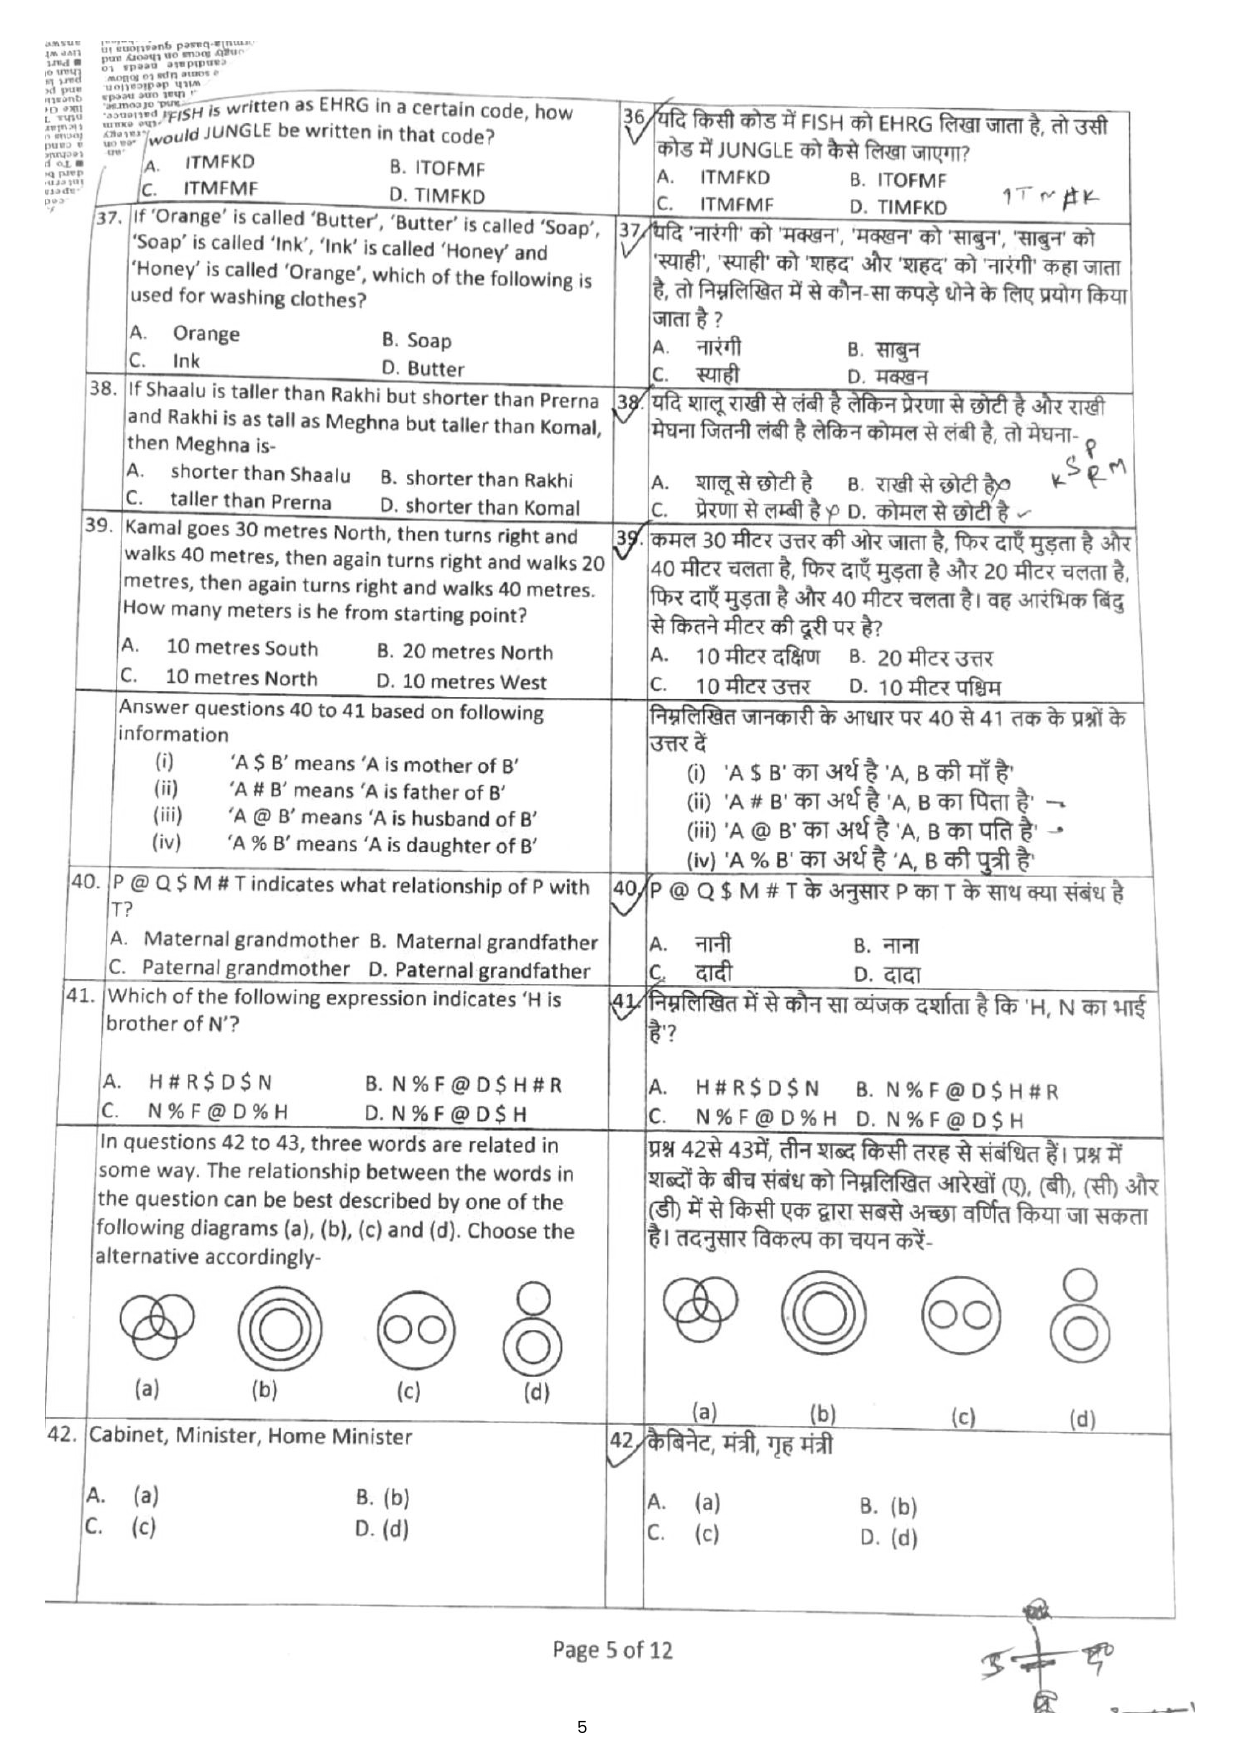 FISH is written as EHRG in a certain code, how
would JUNGLE be written in that code?
A. ITMFKD B. ITOFMF
C. ITMFMF D. TIMFKD
37. If ‘Orange’ is called ‘Butter’, ‘Butter’ is called ‘Soap’,
‘Soap’ is called ‘Ink’, ‘Ink’ is called ‘Honey’ and
‘Honey’ is called ‘Orange’, which of the following is
used for washing clothes?
A. Orange B. Soap
C. Ink D. Butter
38. If Shaalu is taller than Rakhi but shorter than Prerna
and Rakhi is as tall as Meghna but taller than Komal,
then Meghna is-
A. shorter than Shaalu B. shorter than Rakhi
C. taller than Prerna D. shorter than Komal
39. Kamal goes 30 metres North, then turns right and
walks 40 metres, then again turns right and walks 20
metres, then again turns right and walks 40 metres.
How many meters is he from starting point?
A. 10 metres South B. 20 metres North
C. 10 metres North D. 10 metres West
Answer questions 40 to 41 based on following
information
(i) ‘A $ B’ means ‘A is mother of B’
(ii) ‘A # B’ means ‘A is father of B’
(iii) ‘A @ B’ means ‘A is husband of B’
(iv) ‘A % B’ means ‘A is daughter of B’
40. P @ Q $ M # T indicates what relationship of P with
T?
A. Maternal grandmother B. Maternal grandfather
C. Paternal grandmother D. Paternal grandfather
41. Which of the following expression indicates ‘H is
brother of N’?
A. H # R $ D $ N B. N % F @ D $ H # R
C. N % F @ D % H D. N % F @ D $ H
In questions 42 to 43, three words are related in
some way. The relationship between the words in
the question can be best described by one of the
following diagrams (a), (b), (c) and (d). Choose the
alternative accordingly-
(a) (b) (c) (d)
42. Cabinet, Minister, Home Minister
A. (a) B. (b)
C. (c) D. (d)
36 यदि किसी कोड में FISH को EHRG लिखा जाता है, तो उसी
कोड में JUNGLE को कैसे लिखा जाएगा?
A. ITMFKD B. ITOFMF
C. ITMFMF D. TIMFKD
37 यदि 'नारंगी' को 'मक्खन', 'मक्खन' को 'साबुन', 'साबुन' को
'स्याही', 'स्याही' को 'शहद' और 'शहद' को 'नारंगी' कहा जाता
है, तो निम्नलिखित में से कौन-सा कपड़े धोने के लिए प्रयोग किया
जाता है ?
A. नारंगी B. साबुन
C. स्याही D. मक्खन
38. यदि शालू राखी से लंबी है लेकिन प्रेरणा से छोटी है और राखी
मेघना जितनी लंबी है लेकिन कोमल से लंबी है, तो मेघना-
P
K S R M
A. शालू से छोटी है B. राखी से छोटी है
C. प्रेरणा से लम्बी है D. कोमल से छोटी है
39. कमल 30 मीटर उत्तर की ओर जाता है, फिर दाएँ मुड़ता है और
40 मीटर चलता है, फिर दाएँ मुड़ता है और 20 मीटर चलता है,
फिर दाएँ मुड़ता है और 40 मीटर चलता है। वह आरंभिक बिंदु
से कितने मीटर की दूरी पर है?
A. 10 मीटर दक्षिण B. 20 मीटर उत्तर
C. 10 मीटर उत्तर D. 10 मीटर पश्चिम
निम्नलिखित जानकारी के आधार पर 40 से 41 तक के प्रश्नों के
उत्तर दें
(i) 'A $ B' का अर्थ है 'A, B की माँ है'
(ii) 'A # B' का अर्थ है 'A, B का पिता है'
(iii) 'A @ B' का अर्थ है 'A, B का पति है'
(iv) 'A % B' का अर्थ है 'A, B की पुत्री है'
40 P @ Q $ M # T के अनुसार P का T के साथ क्या संबंध है
A. नानी B. नाना
C. दादी D. दादा
41 निम्नलिखित में से कौन सा व्यंजक दर्शाता है कि 'H, N का भाई
है'?
A. H # R $ D $ N B. N % F @ D $ H # R
C. N % F @ D % H D. N % F @ D $ H
प्रश्न 42से 43में, तीन शब्द किसी तरह से संबंधित हैं। प्रश्न में
शब्दों के बीच संबंध को निम्नलिखित आरेखों (ए), (बी), (सी) और
(डी) में से किसी एक द्वारा सबसे अच्छा वर्णित किया जा सकता
है। तदनुसार विकल्प का चयन करें-
(a) (b) (c) (d)
42 कैबिनेट, मंत्री, गृह मंत्री
A. (a) B. (b)
C. (c) D. (d)
Page 5 of 12
5